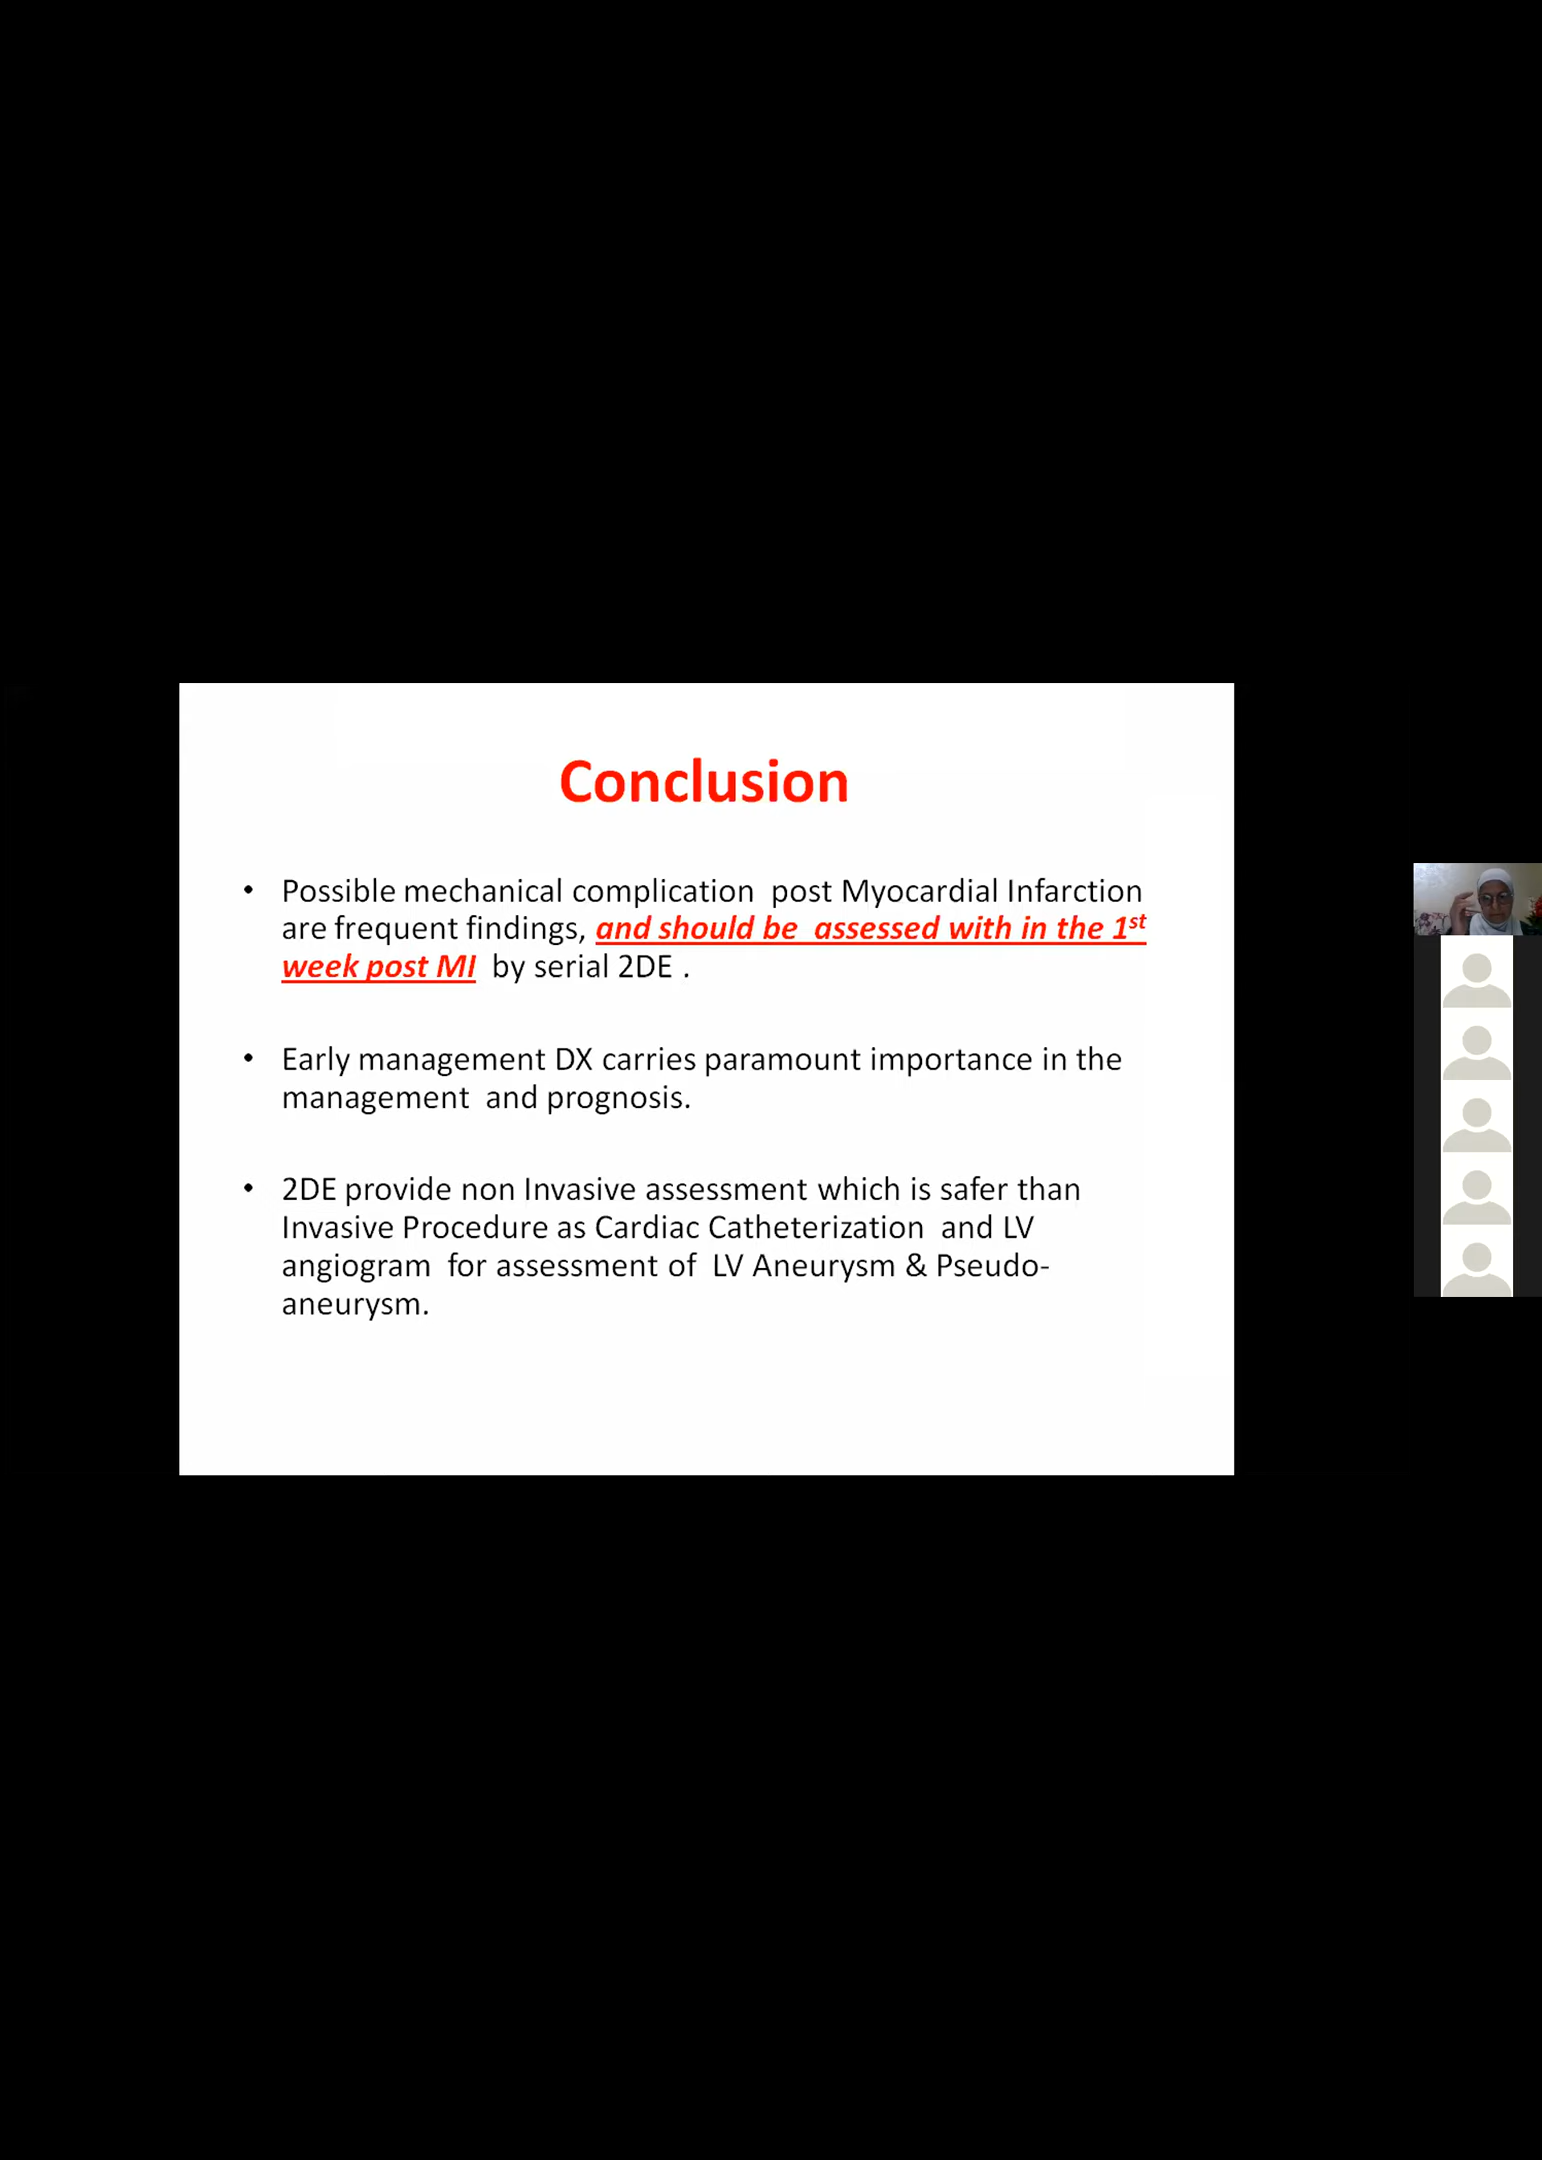 Conclusion
• Possible mechanical complication post Myocardial Infarction
are frequent findings, and should be assessed with in the 1st
week post MI by serial 2DE .
• Early management DX carries paramount importance in the
management and prognosis.
• 2DE provide non Invasive assessment which is safer than
Invasive Procedure as Cardiac Catheterization and LV
angiogram for assessment of LV Aneurysm & Pseudo-
aneurysm.